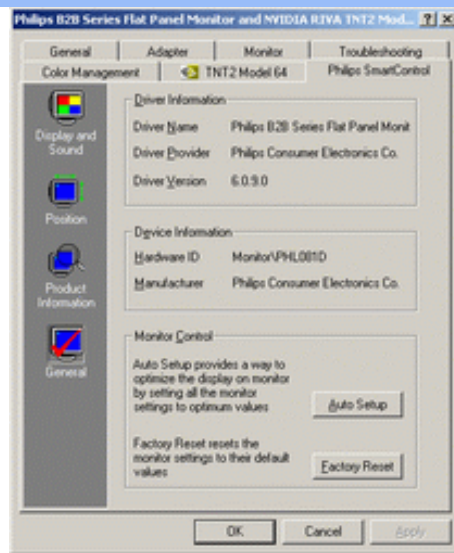 Philips B2B Series Flat Panel Monitor and NVIDIA RIVA TNT2 Mod...
General Adapter Monitor Troubleshooting
Color Management TNT2 Model 64 Philips SmartControl
Display and
Sound
Position
Product
Information
General
Driver Information
Driver Name Philips B2B Series Flat Panel Monit
Driver Provider Philips Consumer Electronics Co.
Driver Version 6.0.9.0
Device Information
Hardware ID Monitor\PHL081D
Manufacturer Philips Consumer Electronics Co.
Monitor Control
Auto Setup provides a way to
optimize the display on monitor
by setting all the monitor
settings to optimum values
Auto Setup
Factory Reset resets the
monitor settings to their default
values
Factory Reset
OK Cancel Apply